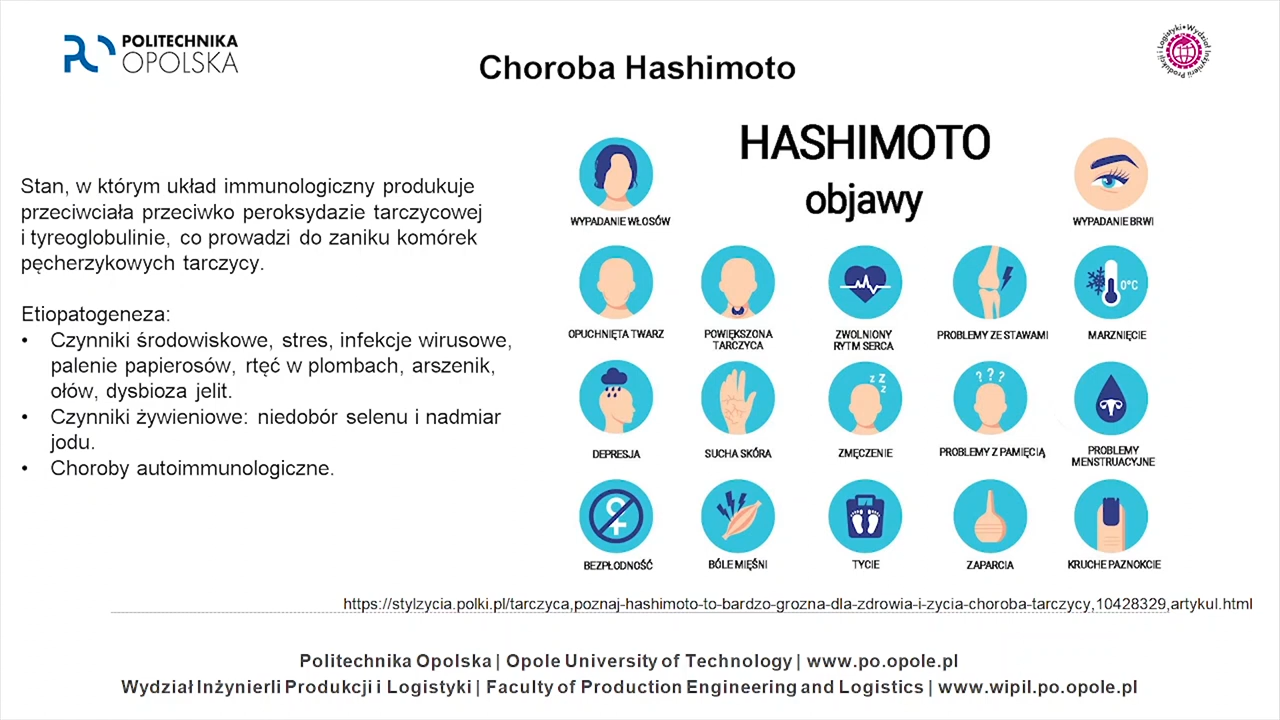 POLITECHNIKA
OPOLSKA
Choroba Hashimoto
Wydział Inżynierii Produkcji i Logistyki
Stan, w którym układ immunologiczny produkuje
przeciwciała przeciwko peroksydazie tarczycowej
i tyreoglobulinie, co prowadzi do zaniku komórek
pęcherzykowych tarczycy.
Etiopatogeneza:
• Czynniki środowiskowe, stres, infekcje wirusowe,
palenie papierosów, rtęć w plombach, arszenik,
ołów, dysbioza jelit.
• Czynniki żywieniowe: niedobór selenu i nadmiar
jodu.
• Choroby autoimmunologiczne.
HASHIMOTO
objawy
WYPADANIE WŁOSÓW
WYPADANIE BRWI
0°C
OPUCHNIĘTA TWARZ
POWIĘKSZONA
TARCZYCA
ZWOLNIONY
RYTM SERCA
PROBLEMY ZE STAWAMI
MARZNIĘCIE
z Z
z
? ? ?
DEPRESJA
SUCHA SKÓRA
ZMĘCZENIE
PROBLEMY Z PAMIĘCIĄ
PROBLEMY
MENSTRUACYJNE
BEZPŁODNOŚĆ
BÓLE MIĘŚNI
TYCIE
ZAPARCIA
KRUCHE PAZNOKCIE
https://stylzycia.polki.pl/tarczyca,poznaj-hashimoto-to-bardzo-grozna-dla-zdrowia-i-zycia-choroba-tarczycy,10428329,artykul.html
Politechnika Opolska | Opole University of Technology | www.po.opole.pl
Wydział Inżynierli Produkcji i Logistyki | Faculty of Production Engineering and Logistics | www.wipil.po.opole.pl